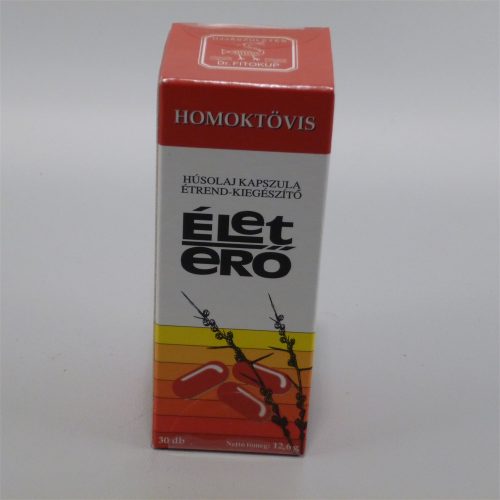 Dr. FITOKUP
HOMOKTÖVIS
HÚSOLAJ KAPSZULA
ÉTREND-KIEGÉSZÍTŐ
ÉLet
eRŐ
30 db
Nettó tömeg: 12,6 g